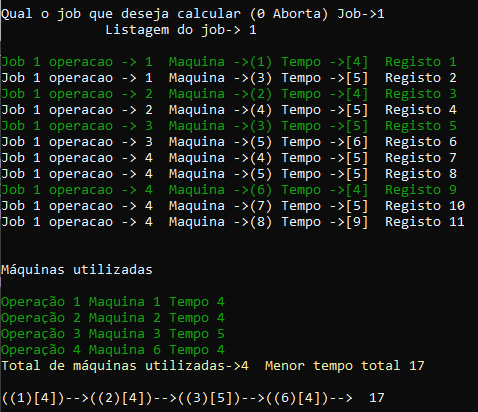 Qual o job que deseja calcular (0 Aborta) Job->1
Listagem do job-> 1
Job 1 operacao -> 1  Maquina ->(1) Tempo ->[4]  Registo 1
Job 1 operacao -> 1  Maquina ->(3) Tempo ->[5]  Registo 2
Job 1 operacao -> 2  Maquina ->(2) Tempo ->[4]  Registo 3
Job 1 operacao -> 2  Maquina ->(4) Tempo ->[5]  Registo 4
Job 1 operacao -> 3  Maquina ->(3) Tempo ->[5]  Registo 5
Job 1 operacao -> 3  Maquina ->(5) Tempo ->[6]  Registo 6
Job 1 operacao -> 4  Maquina ->(4) Tempo ->[5]  Registo 7
Job 1 operacao -> 4  Maquina ->(5) Tempo ->[5]  Registo 8
Job 1 operacao -> 4  Maquina ->(6) Tempo ->[4]  Registo 9
Job 1 operacao -> 4  Maquina ->(7) Tempo ->[5]  Registo 10
Job 1 operacao -> 4  Maquina ->(8) Tempo ->[9]  Registo 11
Máquinas utilizadas
Operação 1 Maquina 1 Tempo 4
Operação 2 Maquina 2 Tempo 4
Operação 3 Maquina 3 Tempo 5
Operação 4 Maquina 6 Tempo 4
Total de máquinas utilizadas->4  Menor tempo total 17
((1)[4])-->((2)[4])-->((3)[5])-->((6)[4])-->  17